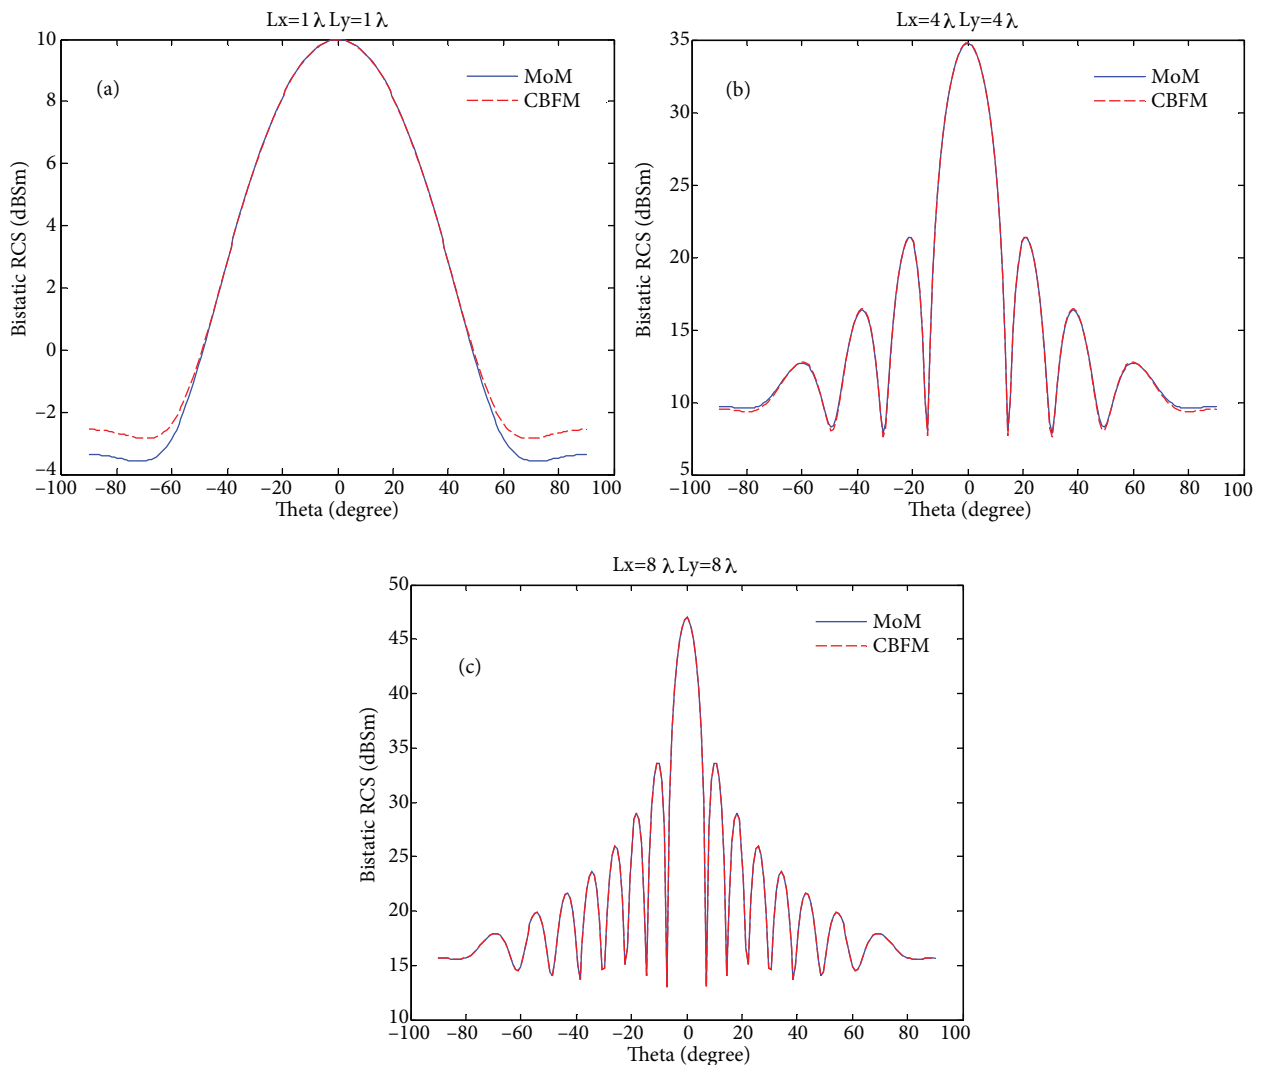 Lx=1 λ Ly=1 λ
10
8
6
4
2
0
−2
−4
Bistatic RCS (dBSm)
(a)
MoM
CBFM
−100 −80 −60 −40 −20 0 20 40 60 80 100
Theta (degree)
Lx=4 λ Ly=4 λ
35
30
25
20
15
10
5
Bistatic RCS (dBSm)
(b)
MoM
CBFM
−100 −80 −60 −40 −20 0 20 40 60 80 100
Theta (degree)
Lx=8 λ Ly=8 λ
50
45
40
35
30
25
20
15
10
Bistatic RCS (dBSm)
(c)
MoM
CBFM
−100 −80 −60 −40 −20 0 20 40 60 80 100
Theta (degree)